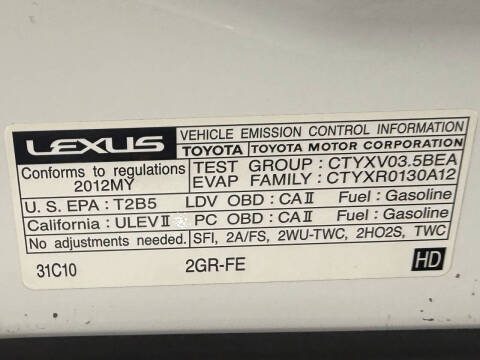 LEXUS VEHICLE EMISSION CONTROL INFORMATION
TOYOTA TOYOTA MOTOR CORPORATION
Conforms to regulations TEST GROUP : CTYXV03.5BEA
2012MY EVAP FAMILY : CTYXR0130A12
U. S. EPA : T2B5 LDV OBD : CAⅡ Fuel : Gasoline
California : ULEVⅡ PC OBD : CAⅡ Fuel : Gasoline
No adjustments needed. SFI, 2A/FS, 2WU-TWC, 2HO2S, TWC
31C10 2GR-FE HD